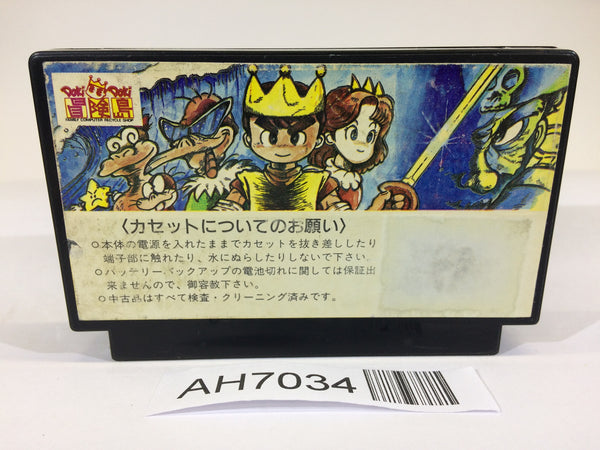 Doki Doki
冒険島
FAMILY COMPUTER RECYCLE SHOP
〈カセットについてのお願い〉
○本体の電源を入れたままでカセットを抜き差ししたり
端子部に触れたり、水にぬらしたりしないで下さい。
○バッテリーバックアップの電池切れに関しては保証出
来ませんので、御容赦下さい。
○中古品はすべて検査・クリーニング済みです。
AH7034